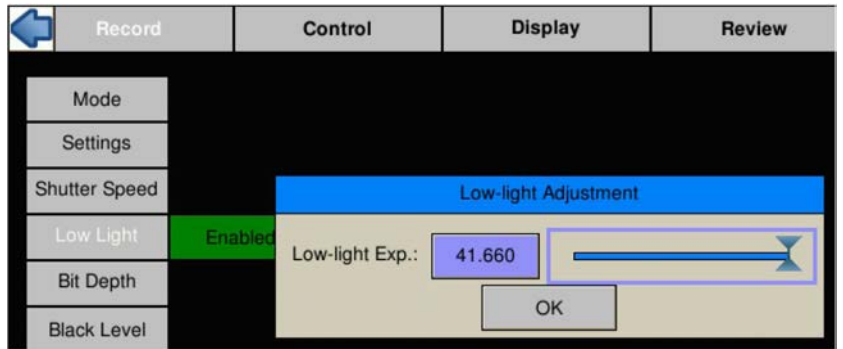 Record Control Display Review
Mode
Settings
Shutter Speed
Low-light Adjustment
Low Light Enabled
Low-light Exp.: 41.660
Bit Depth
OK
Black Level